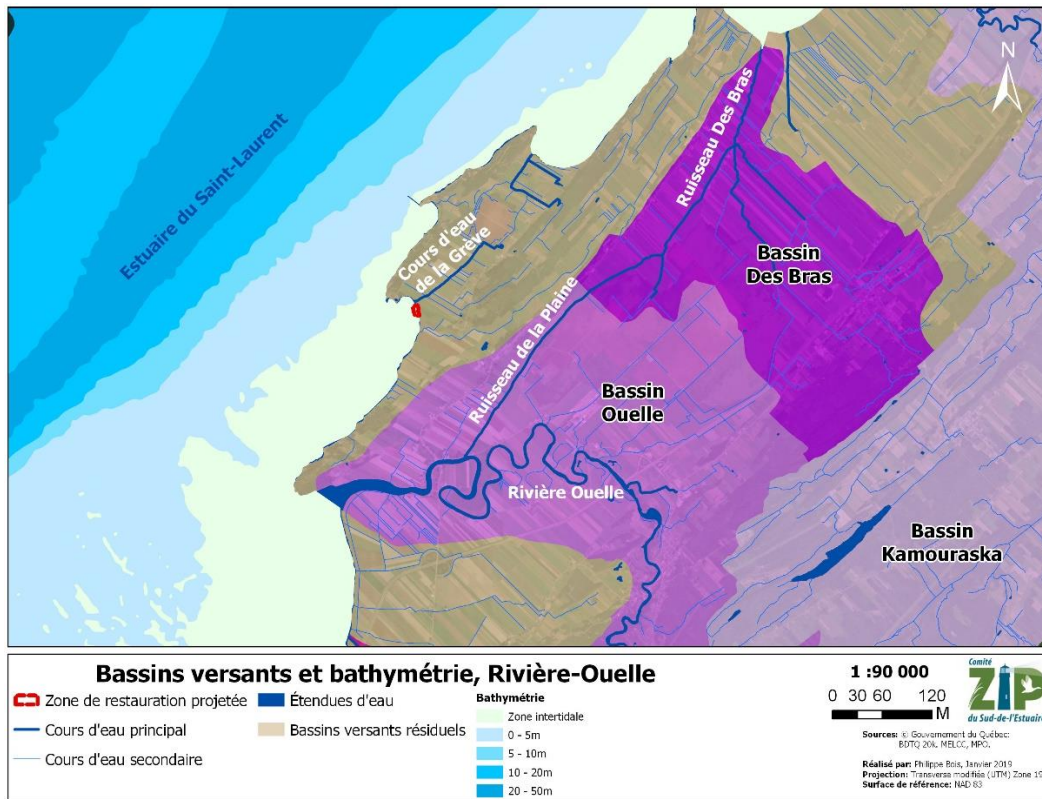 N
Estuaire du Saint-Laurent
Cours d'eau
de la Grève
Ruisseau Des Bras
Bassin
Des Bras
Ruisseau de la Plaine
Bassin
Ouelle
Rivière Ouelle
Bassin
Kamouraska
Bassins versants et bathymétrie, Rivière-Ouelle
Zone de restauration projetée
Cours d'eau principal
Cours d'eau secondaire
Étendues d'eau
Bassins versants résiduels
Bathymétrie
Zone intertidale
0 - 5m
5 - 10m
10 - 20m
20 - 50m
1 :90 000
0 30 60 120
M
Comité
ZIP
du Sud-de-l'Estuaire
Sources: © Gouvernement du Québec:
BDTQ 20k. MELCC, MPO.
Réalisé par: Philippe Bois, Janvier 2019
Projection: Transverse modifiée (UTM) Zone 19
Surface de référence: NAD 83